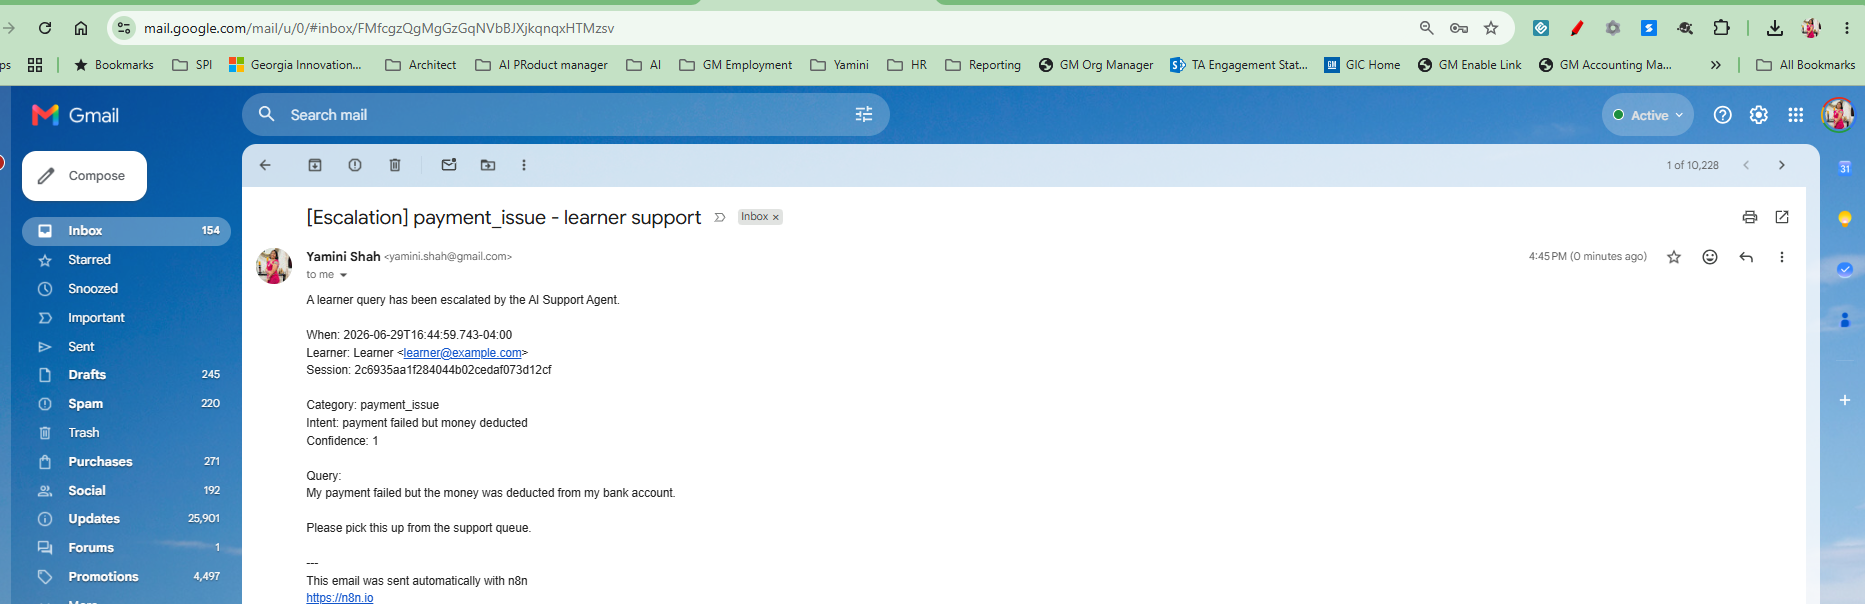 mail.google.com/mail/u/0/#inbox/FMfcgzQgMgGzGqNVbBJXjkqnqxHTMzsv
ps
Bookmarks
SPI
Georgia Innovation...
Architect
AI PRoduct manager
AI
GM Employment
Yamini
HR
Reporting
GM Org Manager
TA Engagement Stat...
GIC Home
GM Enable Link
GM Accounting Ma...
»
All Bookmarks
Gmail
Search mail
Active
Compose
1 of 10,228
Inbox 154
Starred
Snoozed
Important
Sent
Drafts 245
Spam 220
Trash
Purchases 271
Social 192
Updates 25,901
Forums 1
Promotions 4,497
More
[Escalation] payment_issue - learner support
Inbox x
Yamini Shah <yamini.shah@gmail.com>
4:45 PM (0 minutes ago)
to me
A learner query has been escalated by the AI Support Agent.
When: 2026-06-29T16:44:59.743-04:00
Learner: Learner <learner@example.com>
Session: 2c6935aa1f284044b02cedaf073d12cf
Category: payment_issue
Intent: payment failed but money deducted
Confidence: 1
Query:
My payment failed but the money was deducted from my bank account.
Please pick this up from the support queue.
---
This email was sent automatically with n8n
https://n8n.io
31